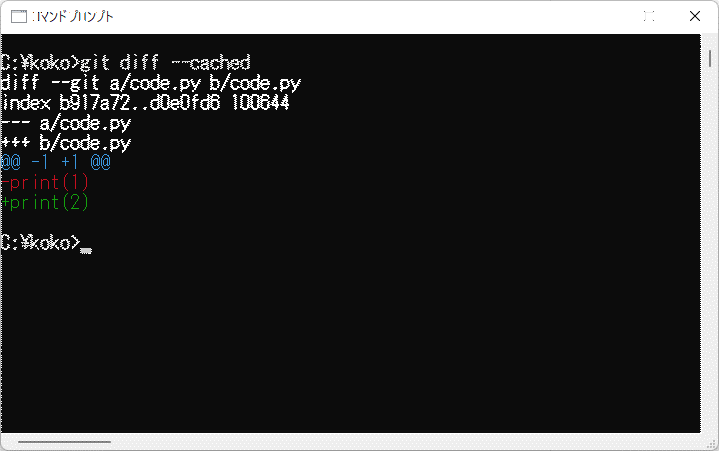 コマンド プロンプト
C:¥koko>git diff --cached
diff --git a/code.py b/code.py
index b917a72..d0e0fd6 100644
--- a/code.py
+++ b/code.py
@@ -1 +1 @@
-print(1)
+print(2)
C:¥koko>